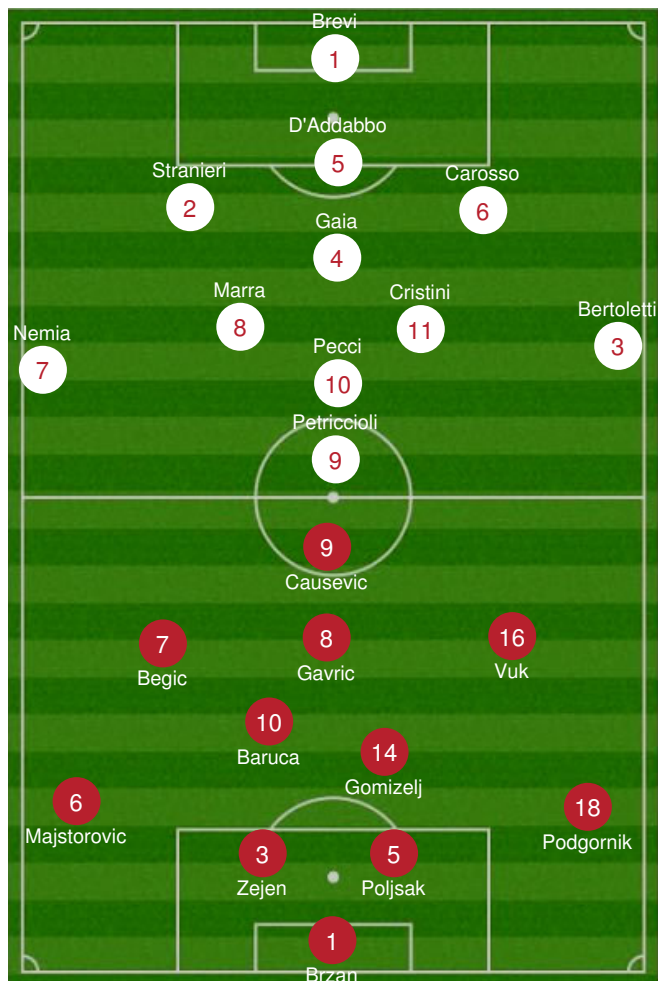 Brevi
1
D'Addabbo
5
Stranieri
2
Carosso
6
Gaia
4
Marra
8
Cristini
11
Bertoletti
3
Nemia
7
Pecci
10
Petriccioli
9
9
Causevic
7
Begic
8
Gavric
16
Vuk
10
Baruca
14
Gomizelj
6
Majstorovic
18
Podgornik
3
Zejen
5
Poljsak
1
Brzan